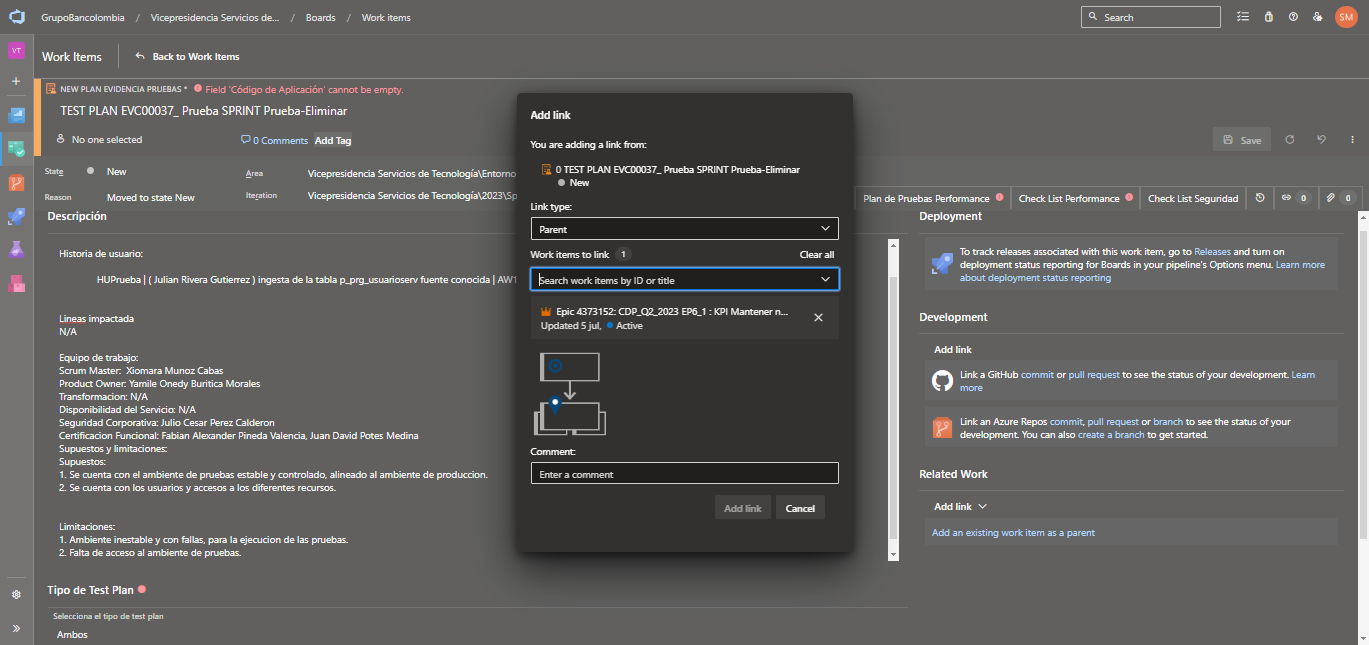 GrupoBancolombia / Vicepresidencia Servicios de... / Boards / Work items
Search
SM
VT
Work Items
Back to Work Items
NEW PLAN EVIDENCIA PRUEBAS * Field 'Código de Aplicación' cannot be empty.
TEST PLAN EVC00037_ Prueba SPRINT Prueba-Eliminar
No one selected
0 Comments
Add Tag
Save
State
New
Area
Vicepresidencia Servicios de Tecnología\Entorno
Reason
Moved to state New
Iteration
Vicepresidencia Servicios de Tecnología\2023\Sp
Plan de Pruebas Performance
Check List Performance
Check List Seguridad
0
0
Descripción
Historia de usuario:
HUPrueba | ( Julian Rivera Gutierrez ) ingesta de la tabla p_prg_usuarioserv fuente conocida | AW1
Lineas impactada
N/A
Equipo de trabajo:
Scrum Master: Xiomara Munoz Cabas
Product Owner: Yamile Onedy Buritica Morales
Transformacion: N/A
Disponibilidad del Servicio: N/A
Seguridad Corporativa: Julio Cesar Perez Calderon
Certificacion Funcional: Fabian Alexander Pineda Valencia, Juan David Potes Medina
Supuestos y limitaciones:
Supuestos:
1. Se cuenta con el ambiente de pruebas estable y controlado, alineado al ambiente de produccion.
2. Se cuenta con los usuarios y accesos a los diferentes recursos.
Limitaciones:
1. Ambiente inestable y con fallas, para la ejecucion de las pruebas.
2. Falta de acceso al ambiente de pruebas.
Tipo de Test Plan
Selecciona el tipo de test plan
Ambos
Add link
You are adding a link from:
0 TEST PLAN EVC00037_ Prueba SPRINT Prueba-Eliminar
New
Link type:
Parent
Work items to link 1
Clear all
Search work items by ID or title
Epic 4373152: CDP_Q2_2023 EP6_1 : KPI Mantener n...
Updated 5 jul, Active
Comment:
Enter a comment
Add link
Cancel
Deployment
To track releases associated with this work item, go to Releases and turn on
deployment status reporting for Boards in your pipeline's Options menu. Learn more
about deployment status reporting
Development
Add link
Link a GitHub commit or pull request to see the status of your development. Learn
more
Link an Azure Repos commit, pull request or branch to see the status of your
development. You can also create a branch to get started.
Related Work
Add link
Add an existing work item as a parent